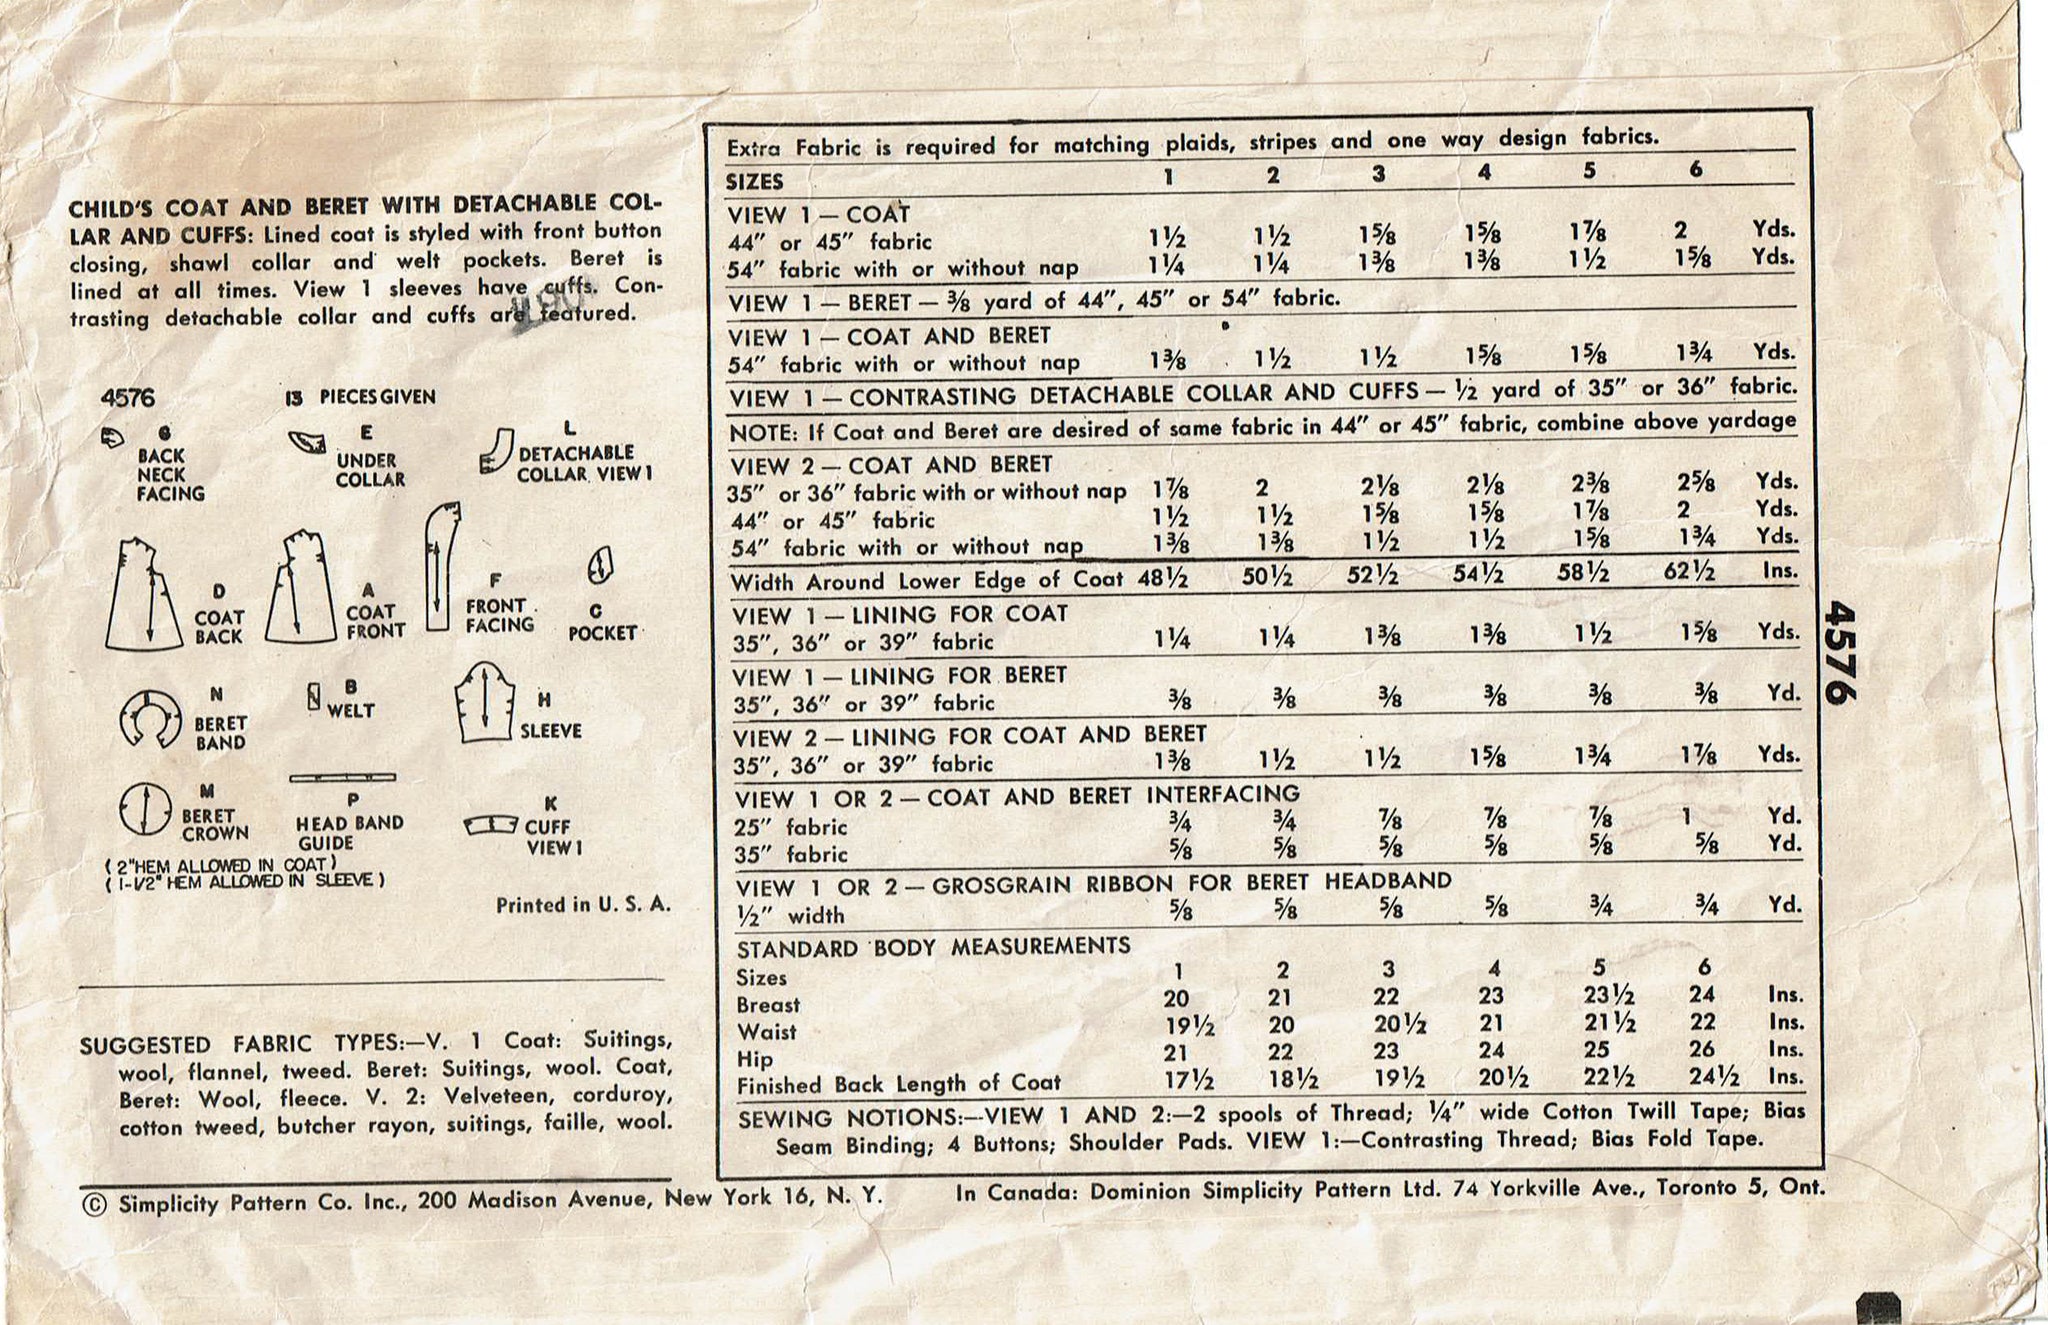 CHILD'S COAT AND BERET WITH DETACHABLE COL-
LAR AND CUFFS: Lined coat is styled with front button
closing, shawl collar and welt pockets. Beret is
lined at all times. View 1 sleeves have cuffs. Con-
trasting detachable collar and cuffs are featured.
4576 13 PIECES GIVEN
G
BACK
NECK
FACING
E
UNDER
COLLAR
L
DETACHABLE
COLLAR VIEW 1
D
COAT
BACK
A
COAT
FRONT
F
FRONT
FACING
C
POCKET
N
BERET
BAND
B
WELT
H
SLEEVE
M
BERET
CROWN
P
HEAD BAND
GUIDE
K
CUFF
VIEW 1
(2" HEM ALLOWED IN COAT)
(1-1/2" HEM ALLOWED IN SLEEVE)
Printed in U. S. A.
SUGGESTED FABRIC TYPES:—V. 1 Coat: Suitings,
wool, flannel, tweed. Beret: Suitings, wool. Coat,
Beret: Wool, fleece. V. 2: Velveteen, corduroy,
cotton tweed, butcher rayon, suitings, faille, wool.
Extra Fabric is required for matching plaids, stripes and one way design fabrics.
SIZES 1 2 3 4 5 6
VIEW 1 — COAT
44" or 45" fabric 1½ 1½ 1⅝ 1⅝ 1⅞ 2 Yds.
54" fabric with or without nap 1¼ 1¼ 1⅜ 1⅜ 1½ 1⅝ Yds.
VIEW 1 — BERET — ⅜ yard of 44", 45" or 54" fabric.
VIEW 1 — COAT AND BERET
54" fabric with or without nap 1⅜ 1½ 1½ 1⅝ 1⅝ 1¾ Yds.
VIEW 1 — CONTRASTING DETACHABLE COLLAR AND CUFFS — ½ yard of 35" or 36" fabric.
NOTE: If Coat and Beret are desired of same fabric in 44" or 45" fabric, combine above yardage
VIEW 2 — COAT AND BERET
35" or 36" fabric with or without nap 1⅞ 2 2⅛ 2⅛ 2⅜ 2⅝ Yds.
44" or 45" fabric 1½ 1½ 1⅝ 1⅝ 1⅞ 2 Yds.
54" fabric with or without nap 1⅜ 1⅜ 1½ 1½ 1⅝ 1¾ Yds.
Width Around Lower Edge of Coat 48½ 50½ 52½ 54½ 58½ 62½ Ins.
VIEW 1 — LINING FOR COAT
35", 36" or 39" fabric 1¼ 1¼ 1⅜ 1⅜ 1½ 1⅝ Yds.
VIEW 1 — LINING FOR BERET
35", 36" or 39" fabric ⅜ ⅜ ⅜ ⅜ ⅜ ⅜ Yd.
VIEW 2 — LINING FOR COAT AND BERET
35", 36" or 39" fabric 1⅜ 1½ 1½ 1⅝ 1¾ 1⅞ Yds.
VIEW 1 OR 2 — COAT AND BERET INTERFACING
25" fabric ¾ ¾ ⅞ ⅞ ⅞ 1 Yd.
35" fabric ⅝ ⅝ ⅝ ⅝ ⅝ ⅝ Yd.
VIEW 1 OR 2 — GROSGRAIN RIBBON FOR BERET HEADBAND
½" width ⅝ ⅝ ⅝ ⅝ ¾ ¾ Yd.
STANDARD BODY MEASUREMENTS
Sizes 1 2 3 4 5 6
Breast 20 21 22 23 23½ 24 Ins.
Waist 19½ 20 20½ 21 21½ 22 Ins.
Hip 21 22 23 24 25 26 Ins.
Finished Back Length of Coat 17½ 18½ 19½ 20½ 22½ 24½ Ins.
SEWING NOTIONS:—VIEW 1 AND 2:—2 spools of Thread; ¼" wide Cotton Twill Tape; Bias
Seam Binding; 4 Buttons; Shoulder Pads. VIEW 1:—Contrasting Thread; Bias Fold Tape.
4576
© Simplicity Pattern Co. Inc., 200 Madison Avenue, New York 16, N. Y. In Canada: Dominion Simplicity Pattern Ltd. 74 Yorkville Ave., Toronto 5, Ont.